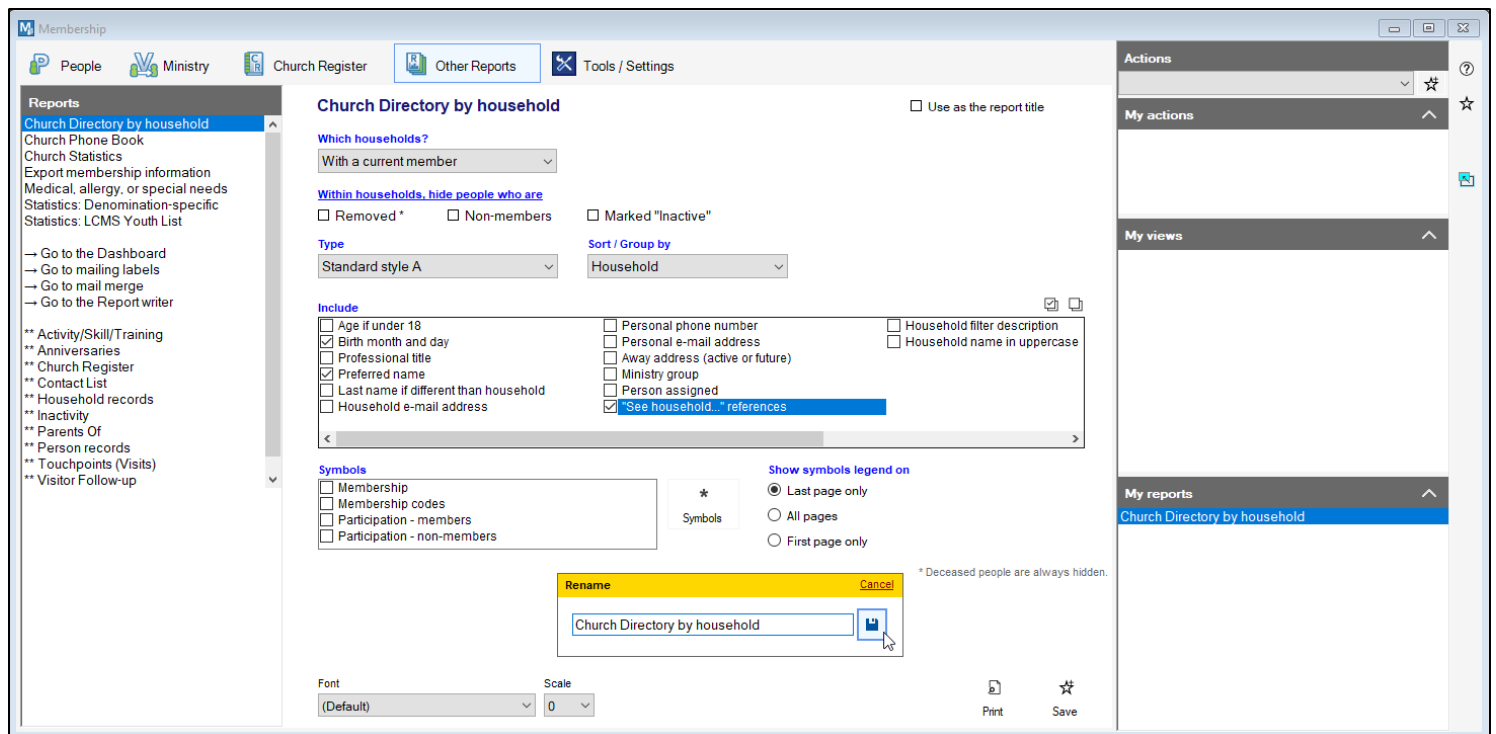 Membership
People
Ministry
Church Register
Other Reports
Tools / Settings
Reports
Church Directory by household
Church Phone Book
Church Statistics
Export membership information
Medical, allergy, or special needs
Statistics: Denomination-specific
Statistics: LCMS Youth List
→ Go to the Dashboard
→ Go to mailing labels
→ Go to mail merge
→ Go to the Report writer
** Activity/Skill/Training
** Anniversaries
** Church Register
** Contact List
** Household records
** Inactivity
** Parents Of
** Person records
** Touchpoints (Visits)
** Visitor Follow-up
Church Directory by household
Use as the report title
Which households?
With a current member
Within households, hide people who are
Removed *
Non-members
Marked "Inactive"
Type
Sort / Group by
Standard style A
Household
Include
Age if under 18
Birth month and day
Professional title
Preferred name
Last name if different than household
Household e-mail address
Personal phone number
Personal e-mail address
Away address (active or future)
Ministry group
Person assigned
"See household..." references
Household filter description
Household name in uppercase
Symbols
Membership
Membership codes
Participation - members
Participation - non-members
*
Symbols
Show symbols legend on
Last page only
All pages
First page only
* Deceased people are always hidden.
Rename
Cancel
Church Directory by household
Font
Scale
(Default)
0
Print
Save
Actions
My actions
My views
My reports
Church Directory by household